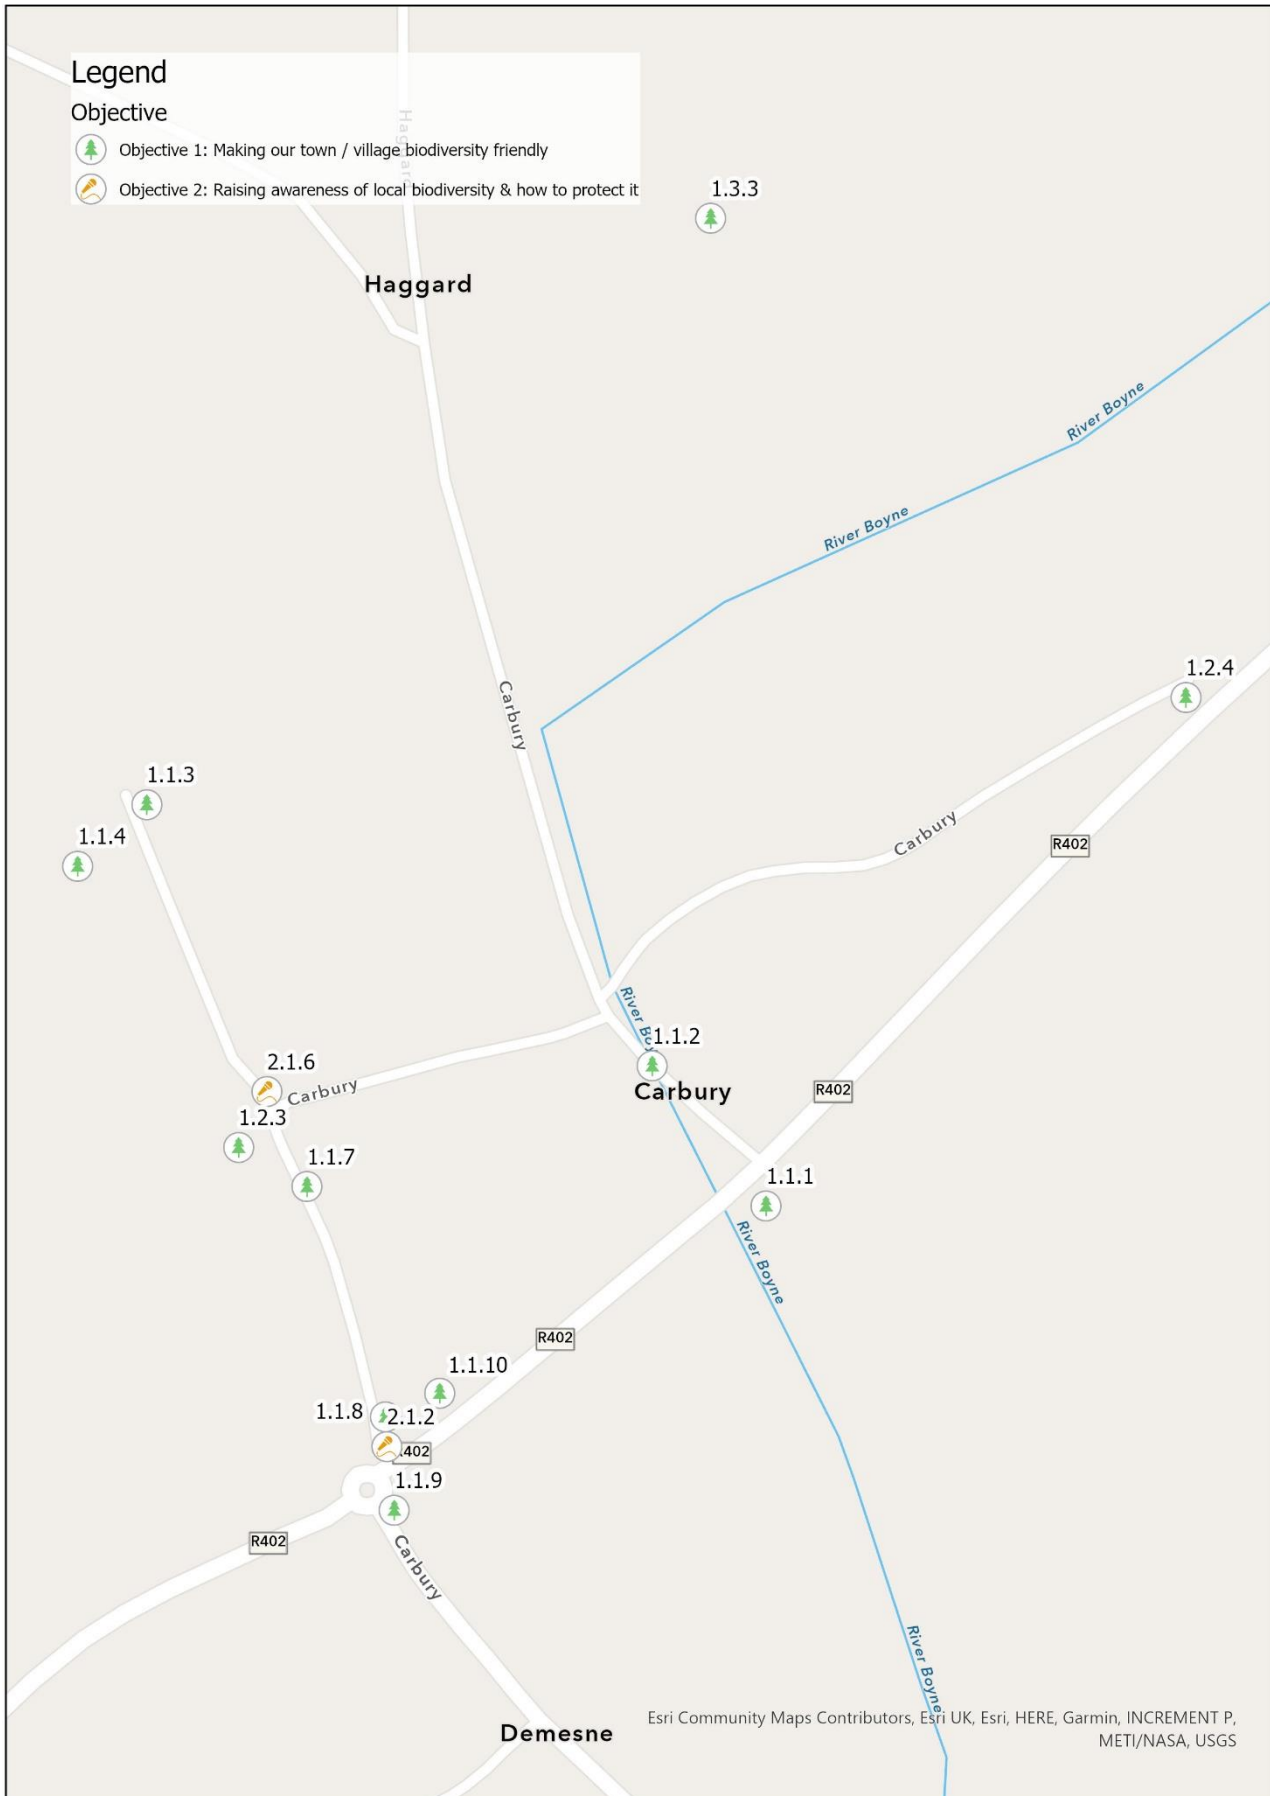 Legend
Objective
Haggard
Objective 1: Making our town / village biodiversity friendly
Objective 2: Raising awareness of local biodiversity & how to protect it
1.3.3
Haggard
River Boyne
River Boyne
1.2.4
Carbury
1.1.3
Carbury
R402
1.1.4
River Boy
1.1.2
2.1.6
Carbury
Carbury
R402
1.2.3
1.1.7
1.1.1
River Boyne
R402
1.1.10
1.1.8
2.1.2
402
1.1.9
R402
Carbury
River Boyne
Demesne
Esri Community Maps Contributors, Esri UK, Esri, HERE, Garmin, INCREMENT P,
METI/NASA, USGS